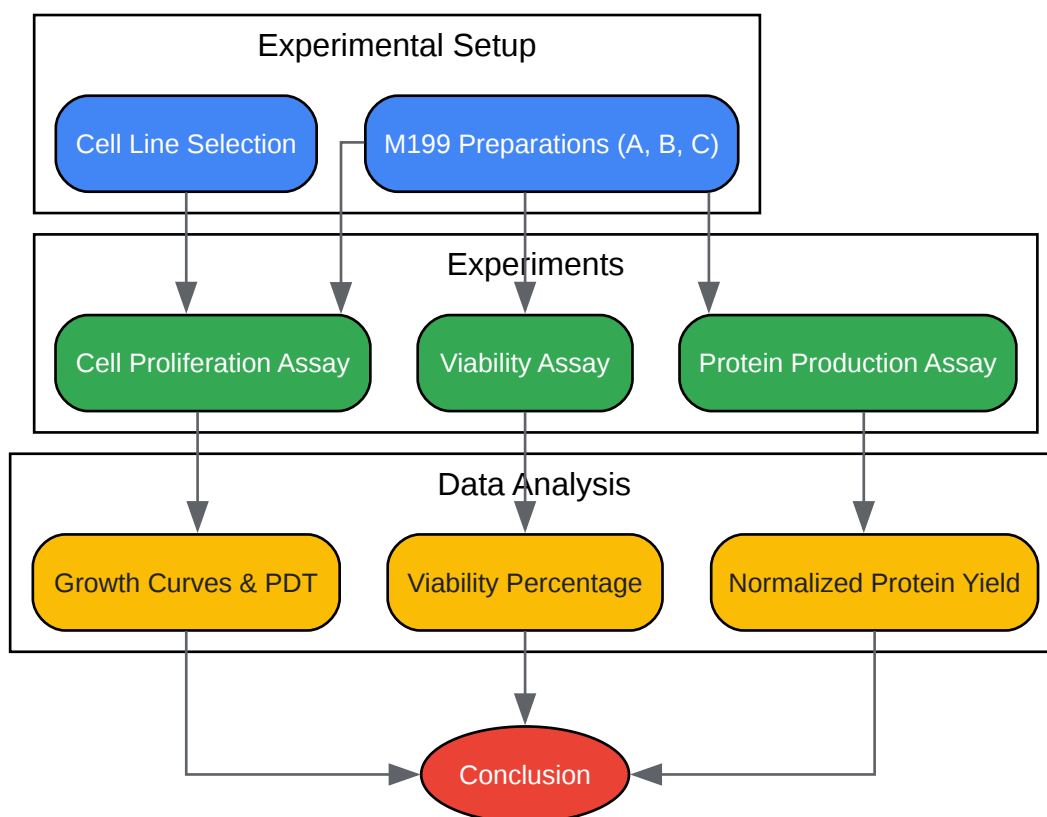 Experimental Setup
Cell Line Selection
M199 Preparations (A, B, C)
Experiments
Cell Proliferation Assay
Viability Assay
Protein Production Assay
Data Analysis
Growth Curves & PDT
Viability Percentage
Normalized Protein Yield
Conclusion